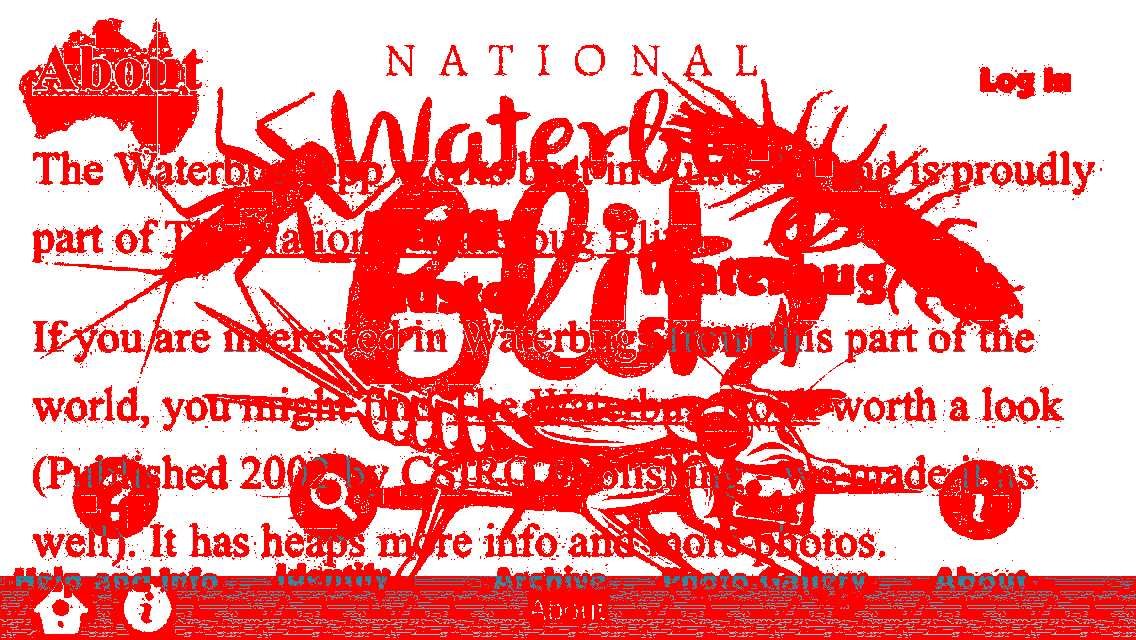 NATIONAL
About
Log in
Waterbug
Blitz
The Waterbug App works best in Australia and is proudly
part of The National Waterbug Blitz.
Waterbug
If you are interested in Waterbugs from this part of the
world, you might find The Waterbug Book worth a look
(Published 2002 by CSIRO Publishing - we made it as
well). It has heaps more info and more photos.
Help and Info Identify Archive Photo Gallery About
About